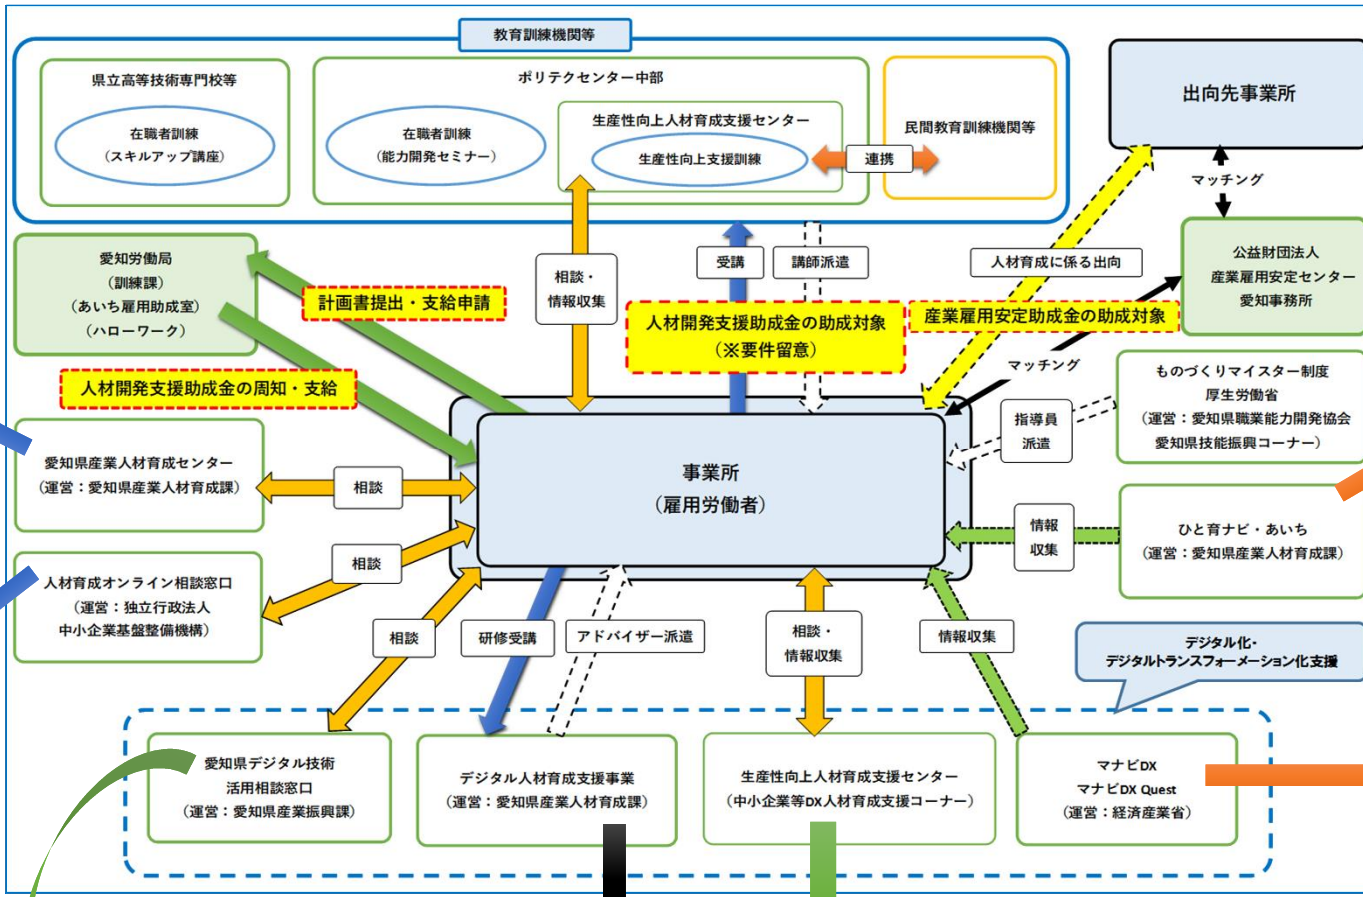 教育訓練機関等
県立高等技術専門校等
在職者訓練
（スキルアップ講座）
ポリテクセンター中部
在職者訓練
（能力開発セミナー）
生産性向上人材育成支援センター
生産性向上支援訓練
連携
民間教育訓練機関等
出向先事業所
マッチング
公益財団法人
産業雇用安定センター
愛知事務所
愛知労働局
（訓練課）
（あいち雇用助成室）
（ハローワーク）
計画書提出・支給申請
人材開発支援助成金の周知・支給
相談・
情報収集
受講
講師派遣
人材開発支援助成金の助成対象
（※要件留意）
人材育成に係る出向
産業雇用安定助成金の助成対象
マッチング
ものづくりマイスター制度
厚生労働省
（運営：愛知県職業能力開発協会
愛知県技能振興コーナー）
指導員
派遣
愛知県産業人材育成センター
（運営：愛知県産業人材育成課）
相談
事業所
（雇用労働者）
情報
収集
ひと育ナビ・あいち
（運営：愛知県産業人材育成課）
人材育成オンライン相談窓口
（運営：独立行政法人
中小企業基盤整備機構）
相談
相談
研修受講
アドバイザー派遣
相談・
情報収集
情報収集
デジタル化・
デジタルトランスフォーメーション化支援
愛知県デジタル技術
活用相談窓口
（運営：愛知県産業振興課）
デジタル人材育成支援事業
（運営：愛知県産業人材育成課）
生産性向上人材育成支援センター
（中小企業等DX人材育成支援コーナー）
マナビDX
マナビDX Quest
（運営：経済産業省）